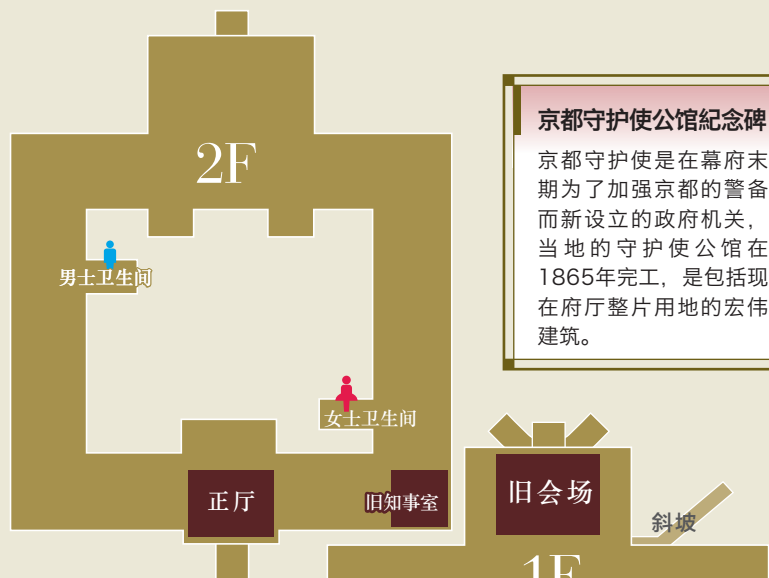 2F
男士卫生间
女士卫生间
正厅
旧知事室
京都守护使公馆紀念碑
京都守护使是在幕府末
期为了加强京都的警备
而新设立的政府机关，
当地的守护使公馆在
1865年完工，是包括现
在府厅整片用地的宏伟
建筑。
旧会场
斜坡
1F